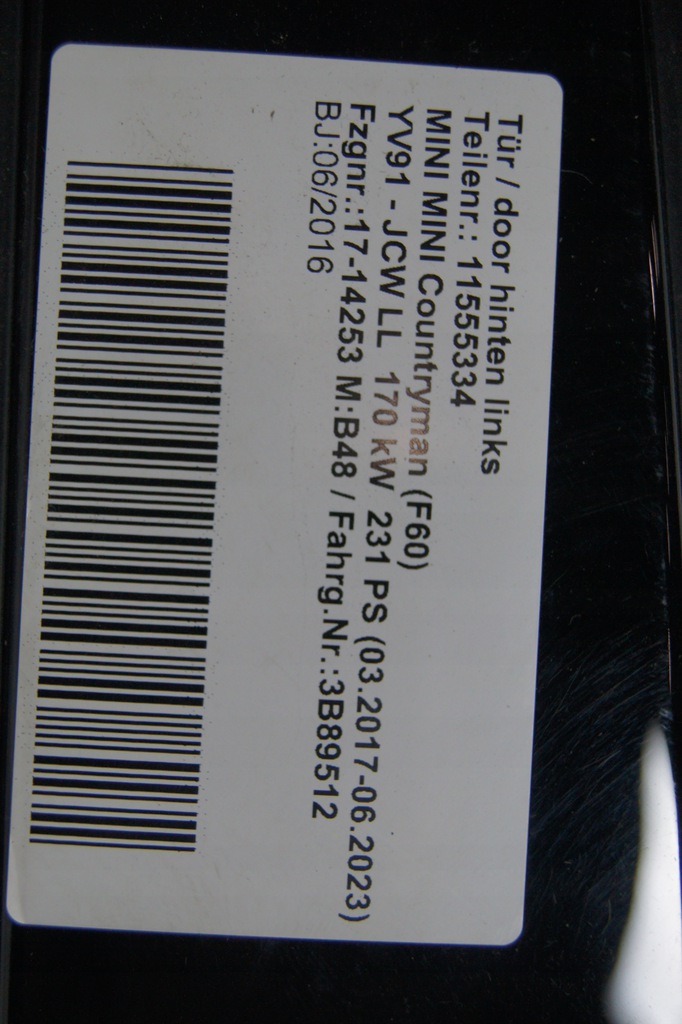 Tür / door hinten links
Teilenr.: 11555334
MINI MINI Countryman (F60)
YV91 - JCW LL 170 kW 231 PS (03.2017-06.2023)
Fzgnr.:17-14253 M:B48 / Fahrg.Nr.:3B89512
BJ:06/2016